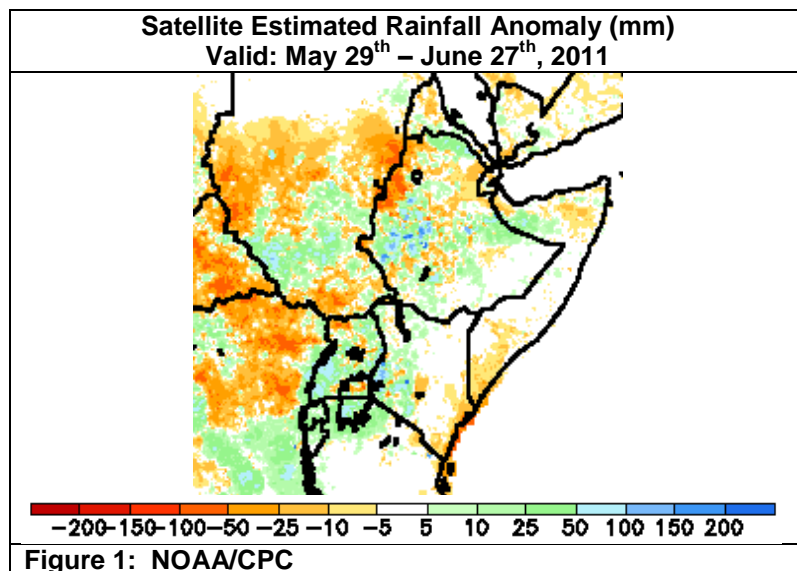 Satellite Estimated Rainfall Anomaly (mm)
Valid: May 29th – June 27th, 2011
−200 −150 −100 −50 −25 −10 −5 5 10 25 50 100 150 200
Figure 1: NOAA/CPC